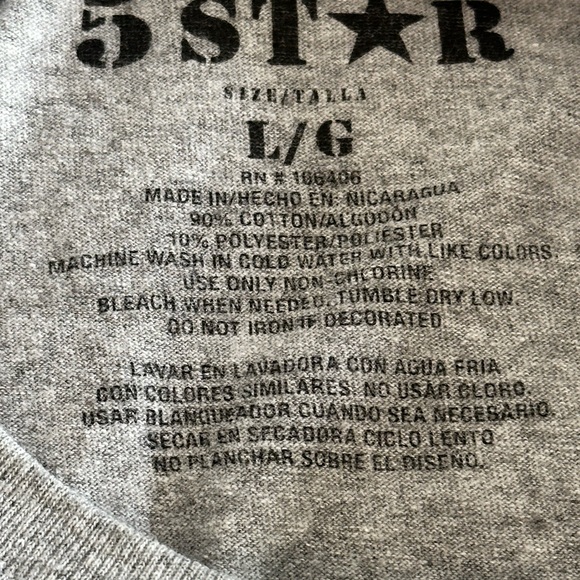 5 STAR
SIZE/TALLA
L/G
RN # 106406
MADE IN/HECHO EN: NICARAGUA
90% COTTON/ALGODÓN
10% POLYESTER/POLIESTER
MACHINE WASH IN COLD WATER WITH LIKE COLORS.
USE ONLY NON-CHLORINE
BLEACH WHEN NEEDED. TUMBLE DRY LOW.
DO NOT IRON IF DECORATED
LAVAR EN LAVADORA CON AGUA FRIA
CON COLORES SIMILARES. NO USAR CLORO.
USAR BLANQUEADOR CUANDO SEA NECESARIO.
SECAR EN SECADORA CICLO LENTO
NO PLANCHAR SOBRE EL DISEÑO.